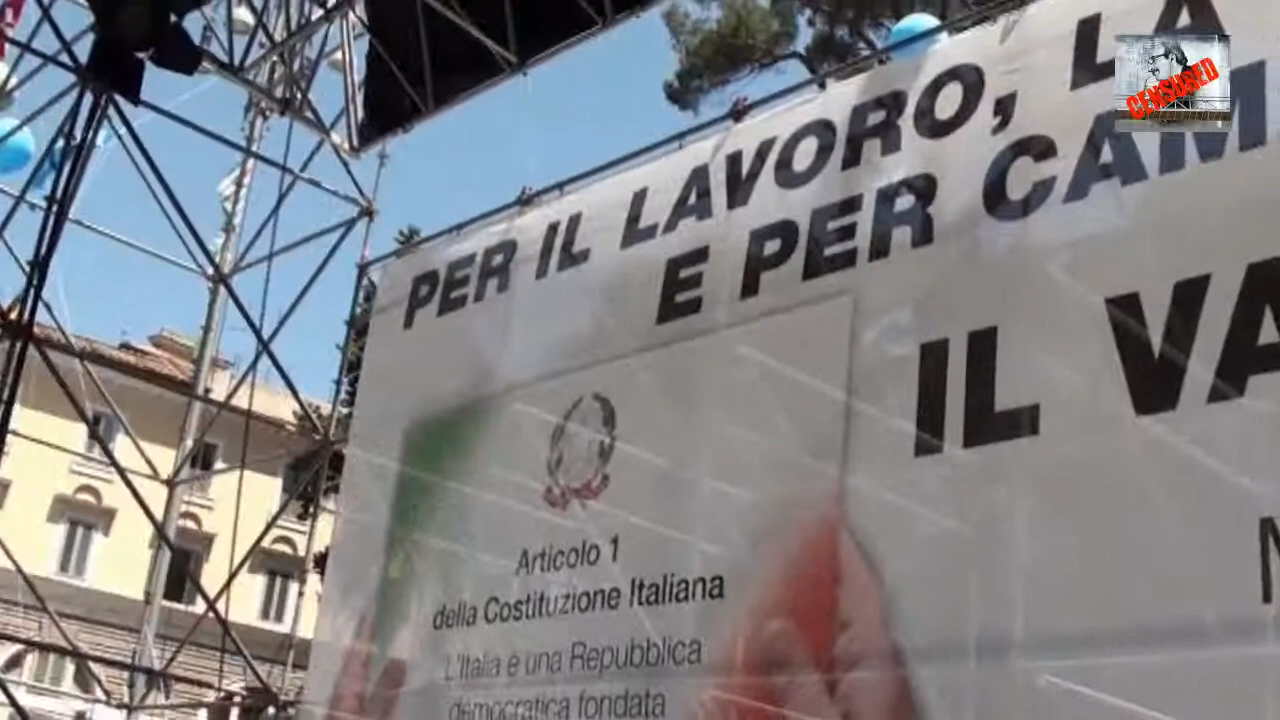 PER IL LAVORO, LA
E PER CAM
IL VA
Articolo 1
della Costituzione Italiana
L'Italia è una Repubblica
democratica fondata
CENSURED